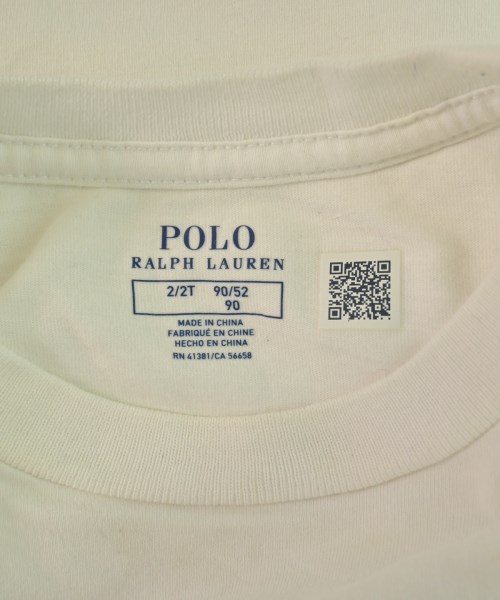 POLO
RALPH LAUREN
2/2T 90/52
90
MADE IN CHINA
FABRIQUÉ EN CHINE
HECHO EN CHINA
RN 41381/CA 56658